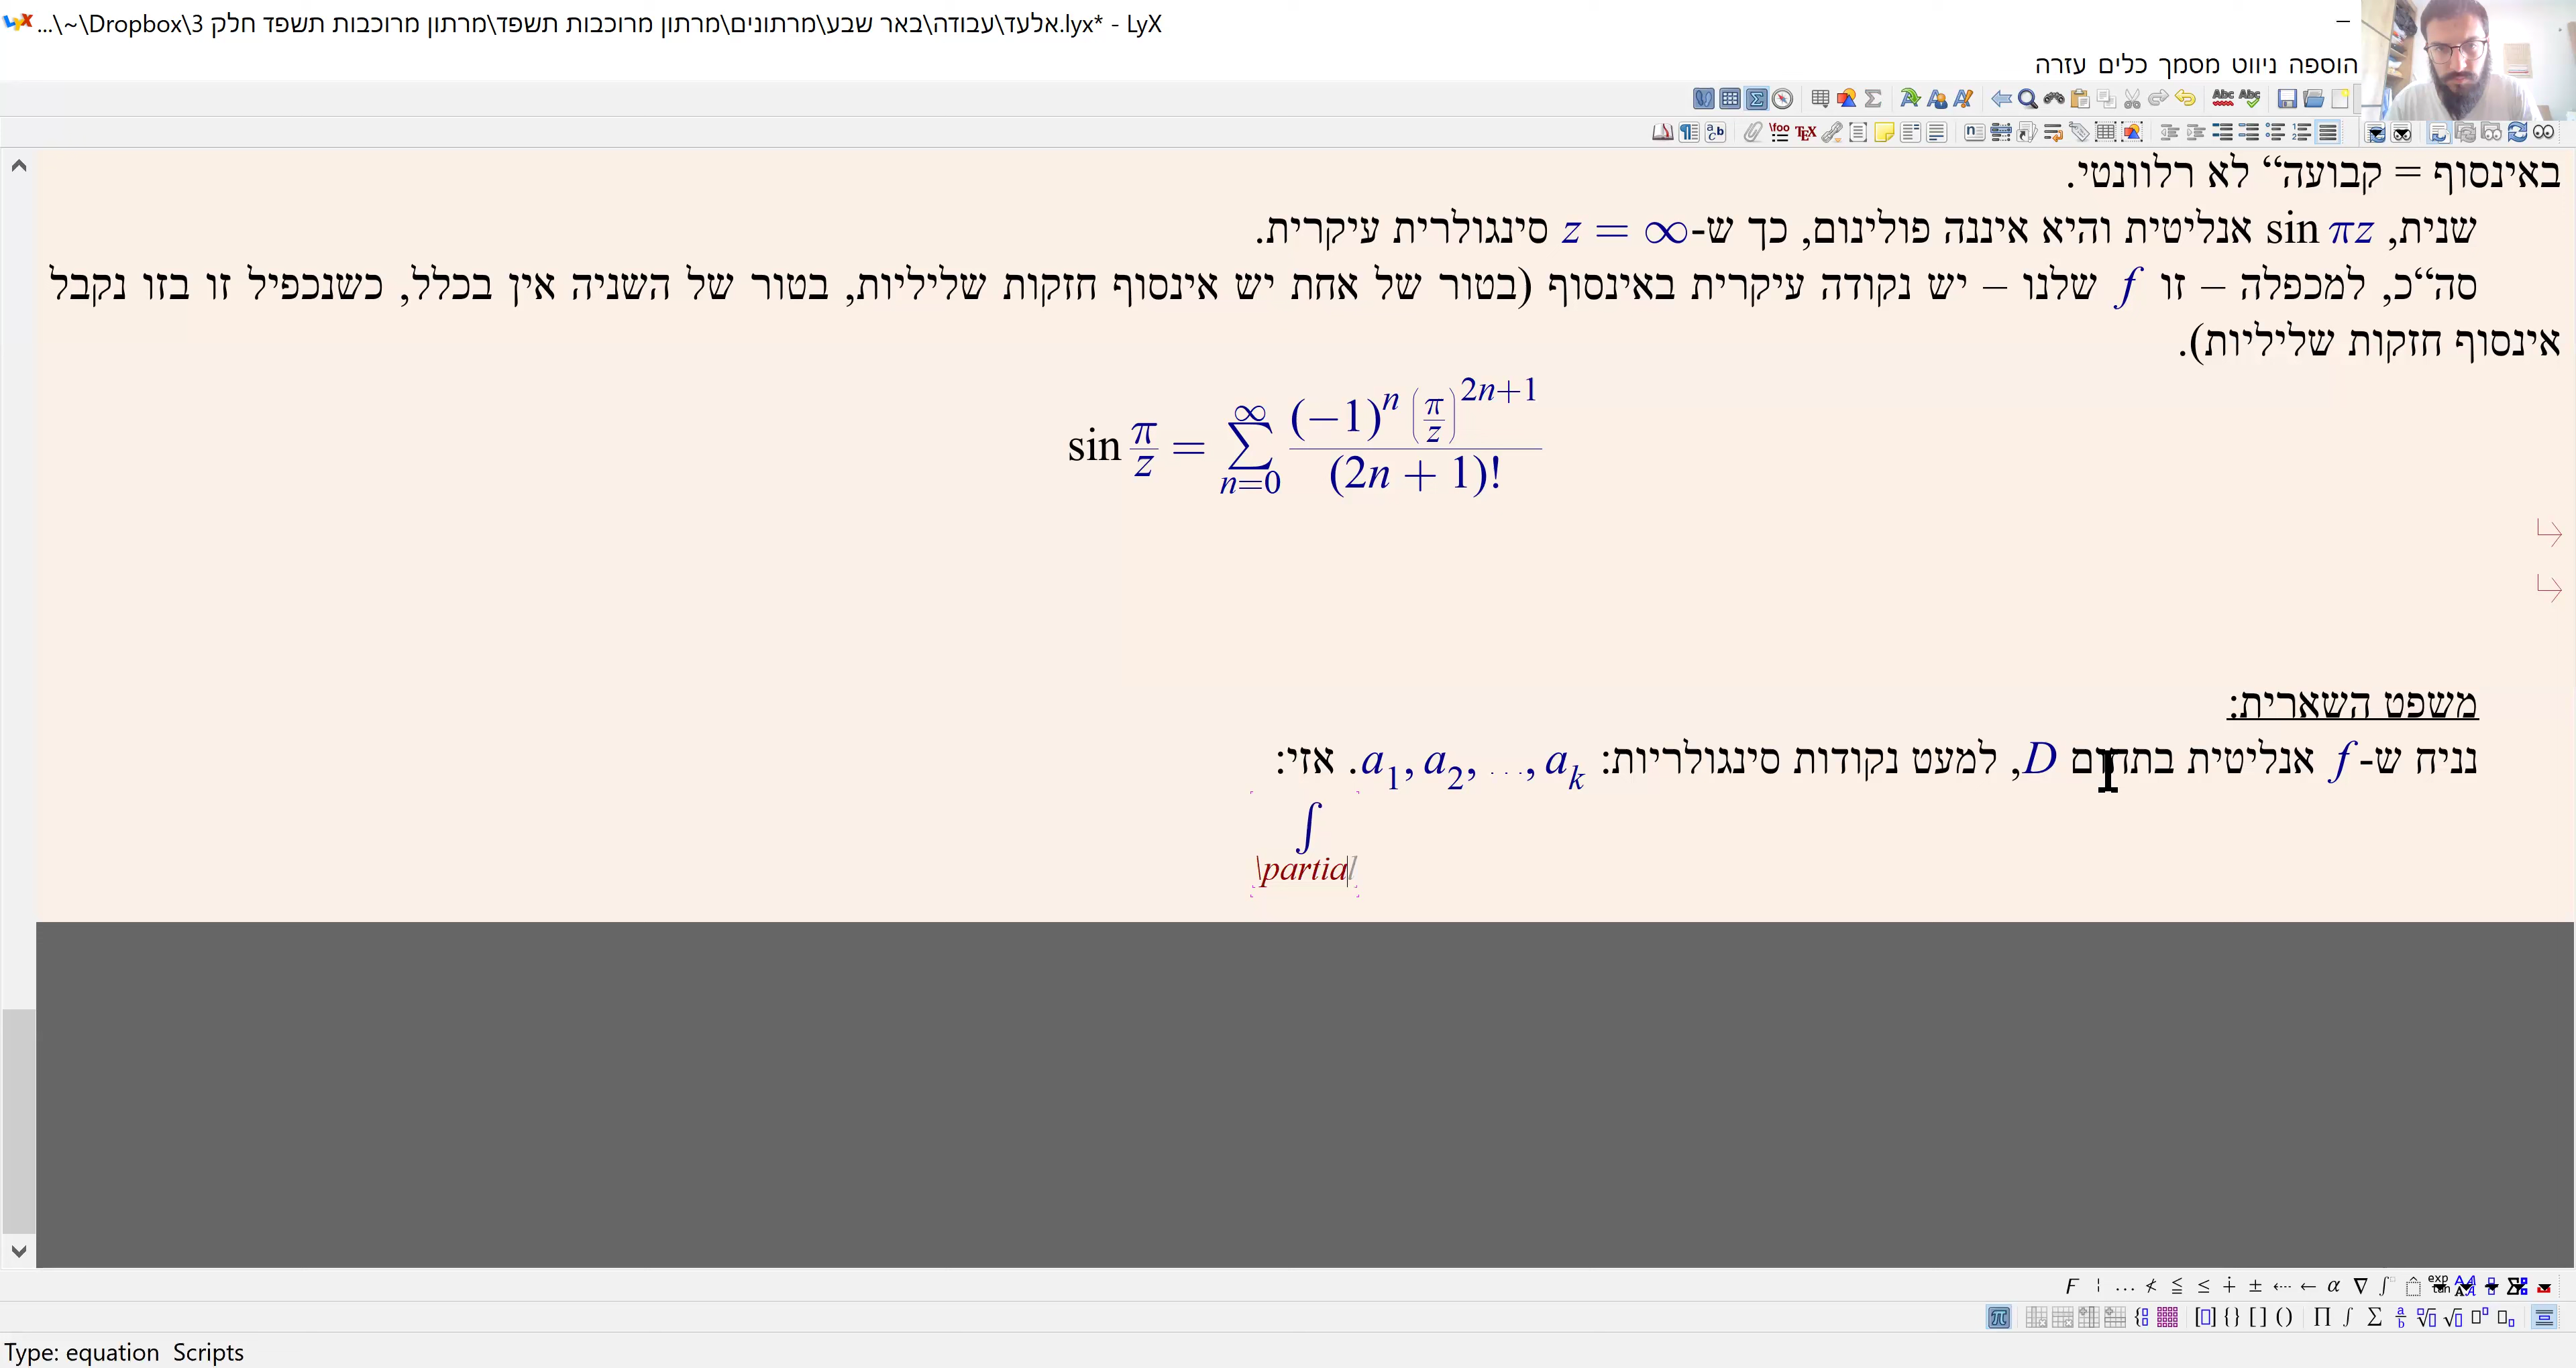 ...\~\Dropbox\אלעד\עבודה\באר שבע\מרתונים\מרתון מרוכבות תשפד\מרתון מרוכבות תשפד חלק 3.lyx* - LyX
הוספה ניווט מסמך כלים עזרה
באינסוף = קבועה“ לא רלוונטי.
שנית, sin πz אנליטית והיא איננה פולינום, כך ש-z = ∞ סינגולרית עיקרית.
סה“כ, למכפלה – זו f שלנו – יש נקודה עיקרית באינסוף (בטור של אחת יש אינסוף חזקות שליליות, בטור של השניה אין בכלל, כשנכפיל זו בזו נקבל
אינסוף חזקות שליליות).
sin π/z = ∑_{n=0}^{∞} (−1)^n (π/z)^{2n+1} / (2n + 1)!
משפט השארית:
נניח ש-f אנליטית בתחום D, למעט נקודות סינגולריות: a_1, a_2, ..., a_k. אזי:
∫
\partial
Type: equation Scripts